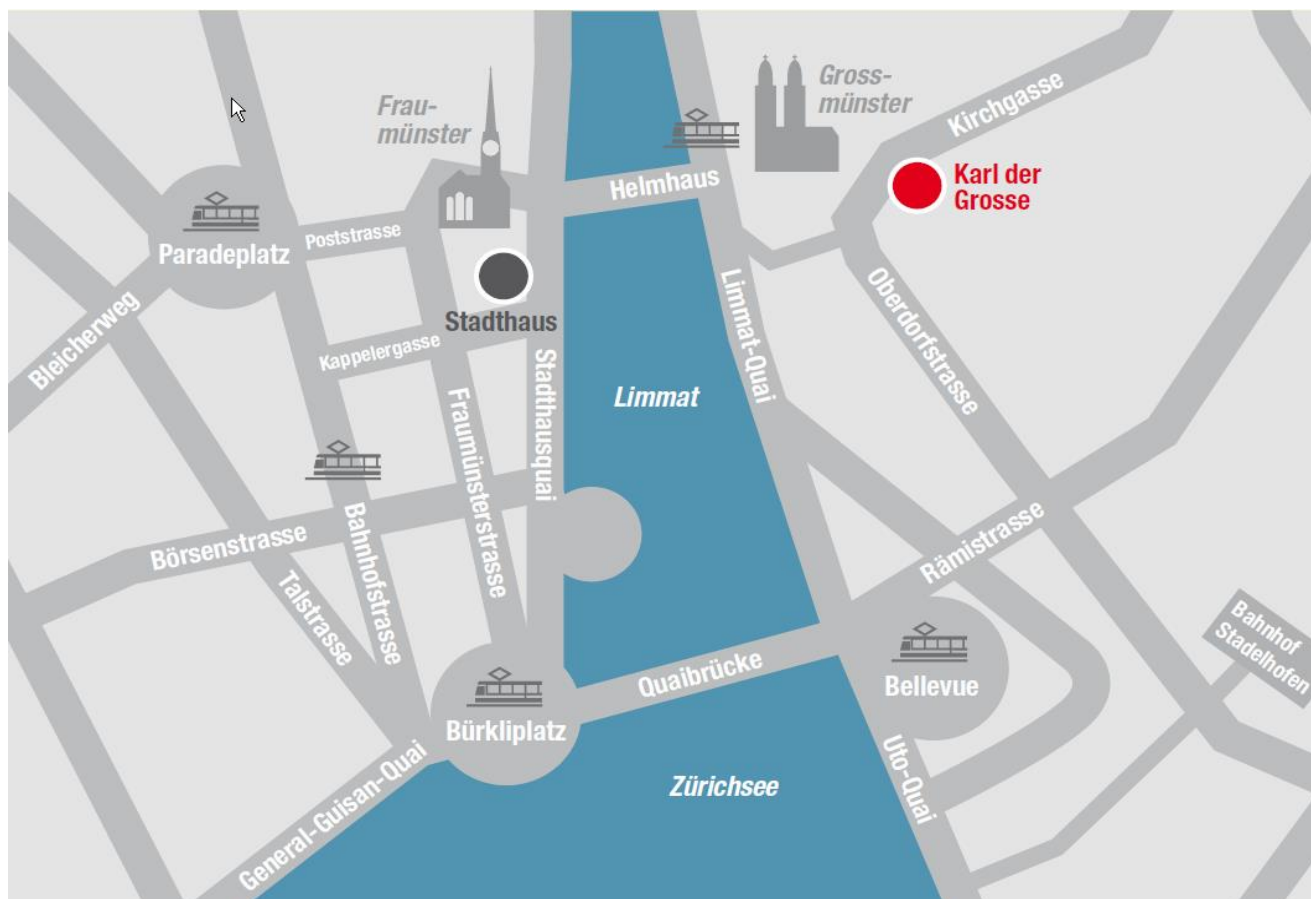 Frau-
münster
Gross-
münster
Kirchgasse
Helmhaus
Karl der
Grosse
Paradeplatz
Poststrasse
Stadthaus
Bleicherweg
Kappelergasse
Limmat-Quai
Oberdorfstrasse
Stadthausquai
Limmat
Fraumünsterstrasse
Börsenstrasse
Bahnhofstrasse
Talstrasse
Rämistrasse
Bahnhof
Stadelhofen
Quaibrücke
Bellevue
Bürkliplatz
Uto-Quai
Zürichsee
General-Guisan-Quai